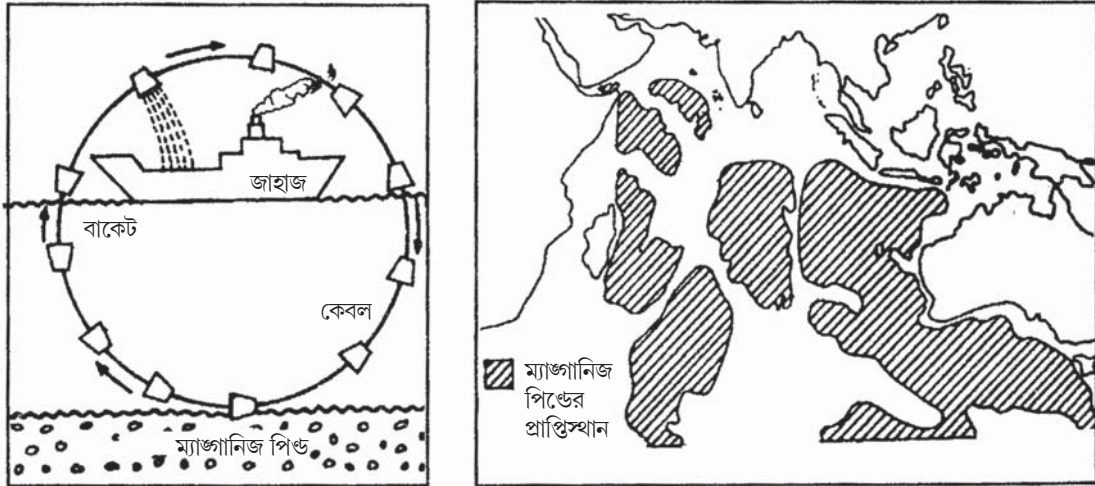 জাহাজ
বাকেট
কেবল
ম্যাঙ্গানিজ পিন্ড
ম্যাঙ্গানিজ
পিণ্ডের
প্রাপ্তিস্থান